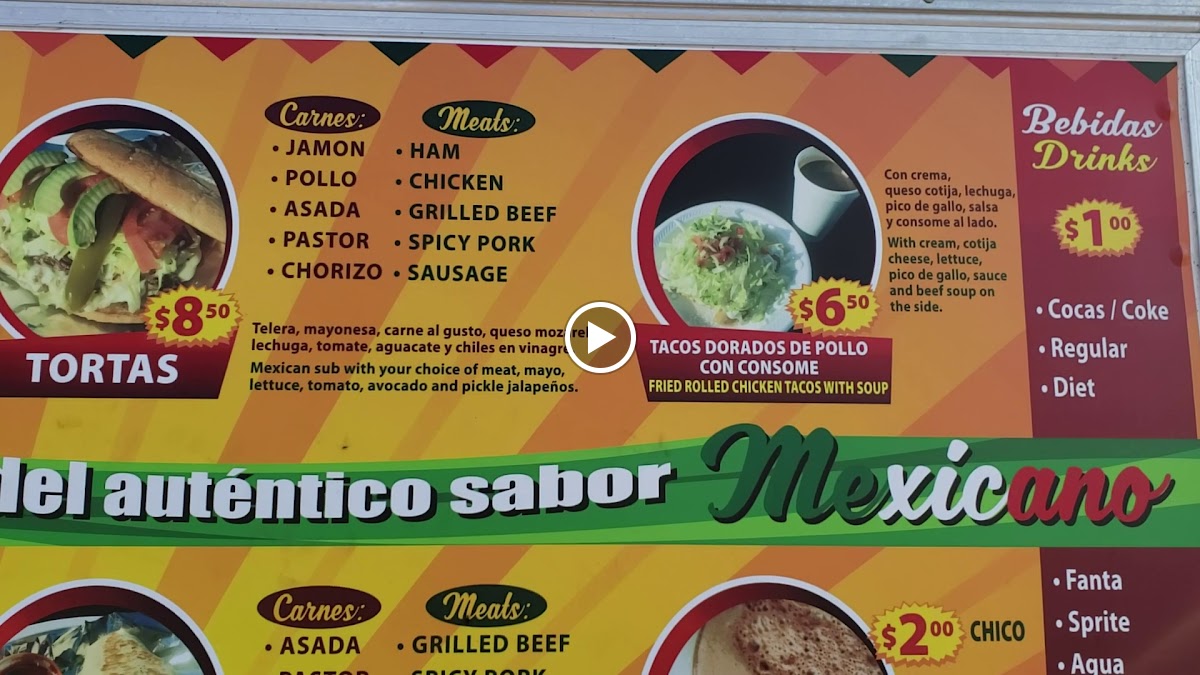 Carnes:
• JAMON
• POLLO
• ASADA
• PASTOR
• CHORIZO
Meats:
• HAM
• CHICKEN
• GRILLED BEEF
• SPICY PORK
• SAUSAGE
$8.50
TORTAS
Telera, mayonesa, carne al gusto, queso
lechuga, tomate, aguacate y chiles en
Mexican sub with your choice of meat, mayo,
lettuce, tomato, avocado and pickle jalapeños.
$6.50
TACOS DORADOS DE POLLO
CON CONSOME
FRIED ROLLED CHICKEN TACOS WITH SOUP
Con crema,
queso cotija, lechuga,
pico de gallo, salsa
y consome al lado.
With cream, cotija
cheese, lettuce,
pico de gallo, sauce
and beef soup on
the side.
Bebidas
Drinks
$1.00
• Cocas / Coke
• Regular
• Diet
del auténtico sabor Mexicano
Carnes:
• ASADA
PASTOR
Meats:
• GRILLED BEEF
SPICY PORK
$2.00 CHICO
• Fanta
• Sprite
• Agua